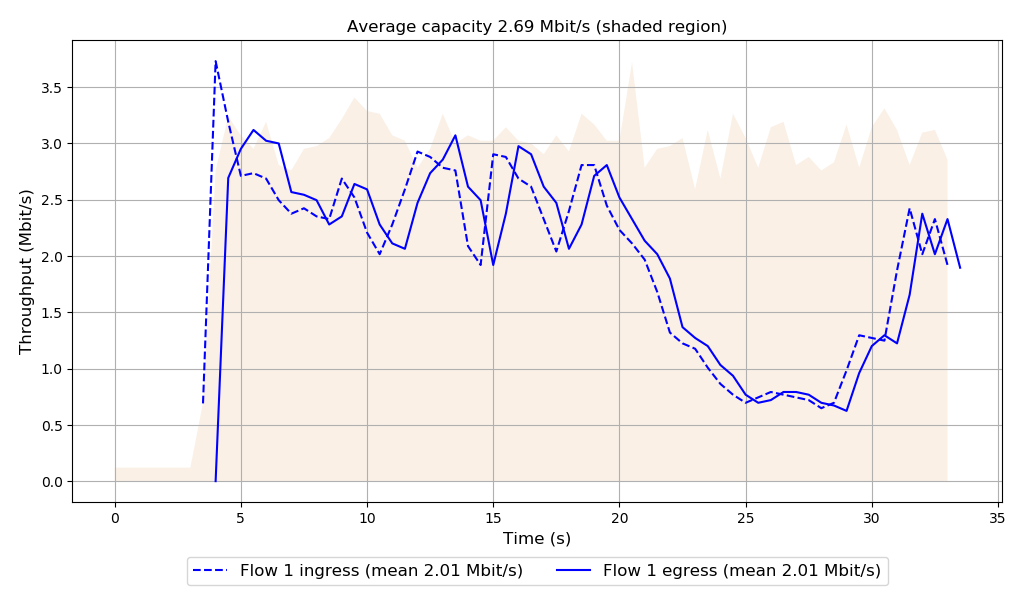 Average capacity 2.69 Mbit/s (shaded region)
Throughput (Mbit/s)
3.5
3.0
2.5
2.0
1.5
1.0
0.5
0.0
0 5 10 15 20 25 30 35
Time (s)
Flow 1 ingress (mean 2.01 Mbit/s) Flow 1 egress (mean 2.01 Mbit/s)